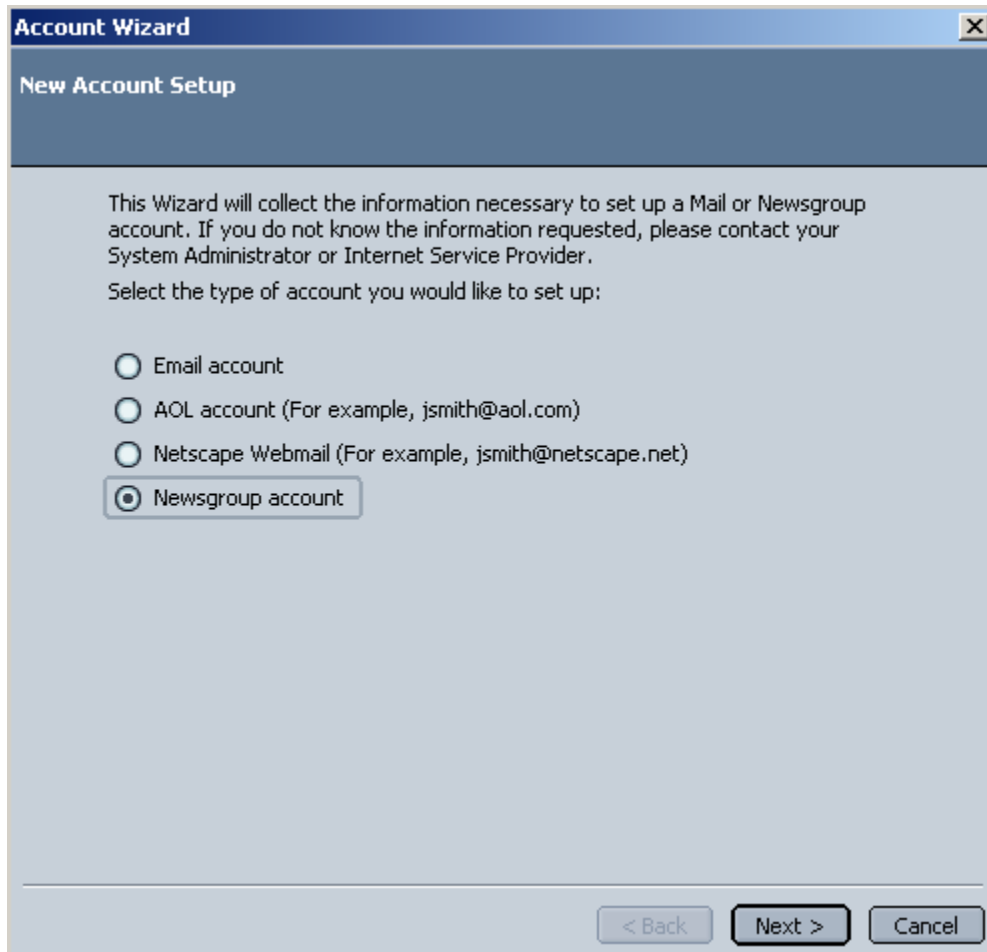 Account Wizard
New Account Setup
This Wizard will collect the information necessary to set up a Mail or Newsgroup
account. If you do not know the information requested, please contact your
System Administrator or Internet Service Provider.
Select the type of account you would like to set up:
Email account
AOL account (For example, jsmith@aol.com)
Netscape Webmail (For example, jsmith@netscape.net)
Newsgroup account
< Back Next > Cancel